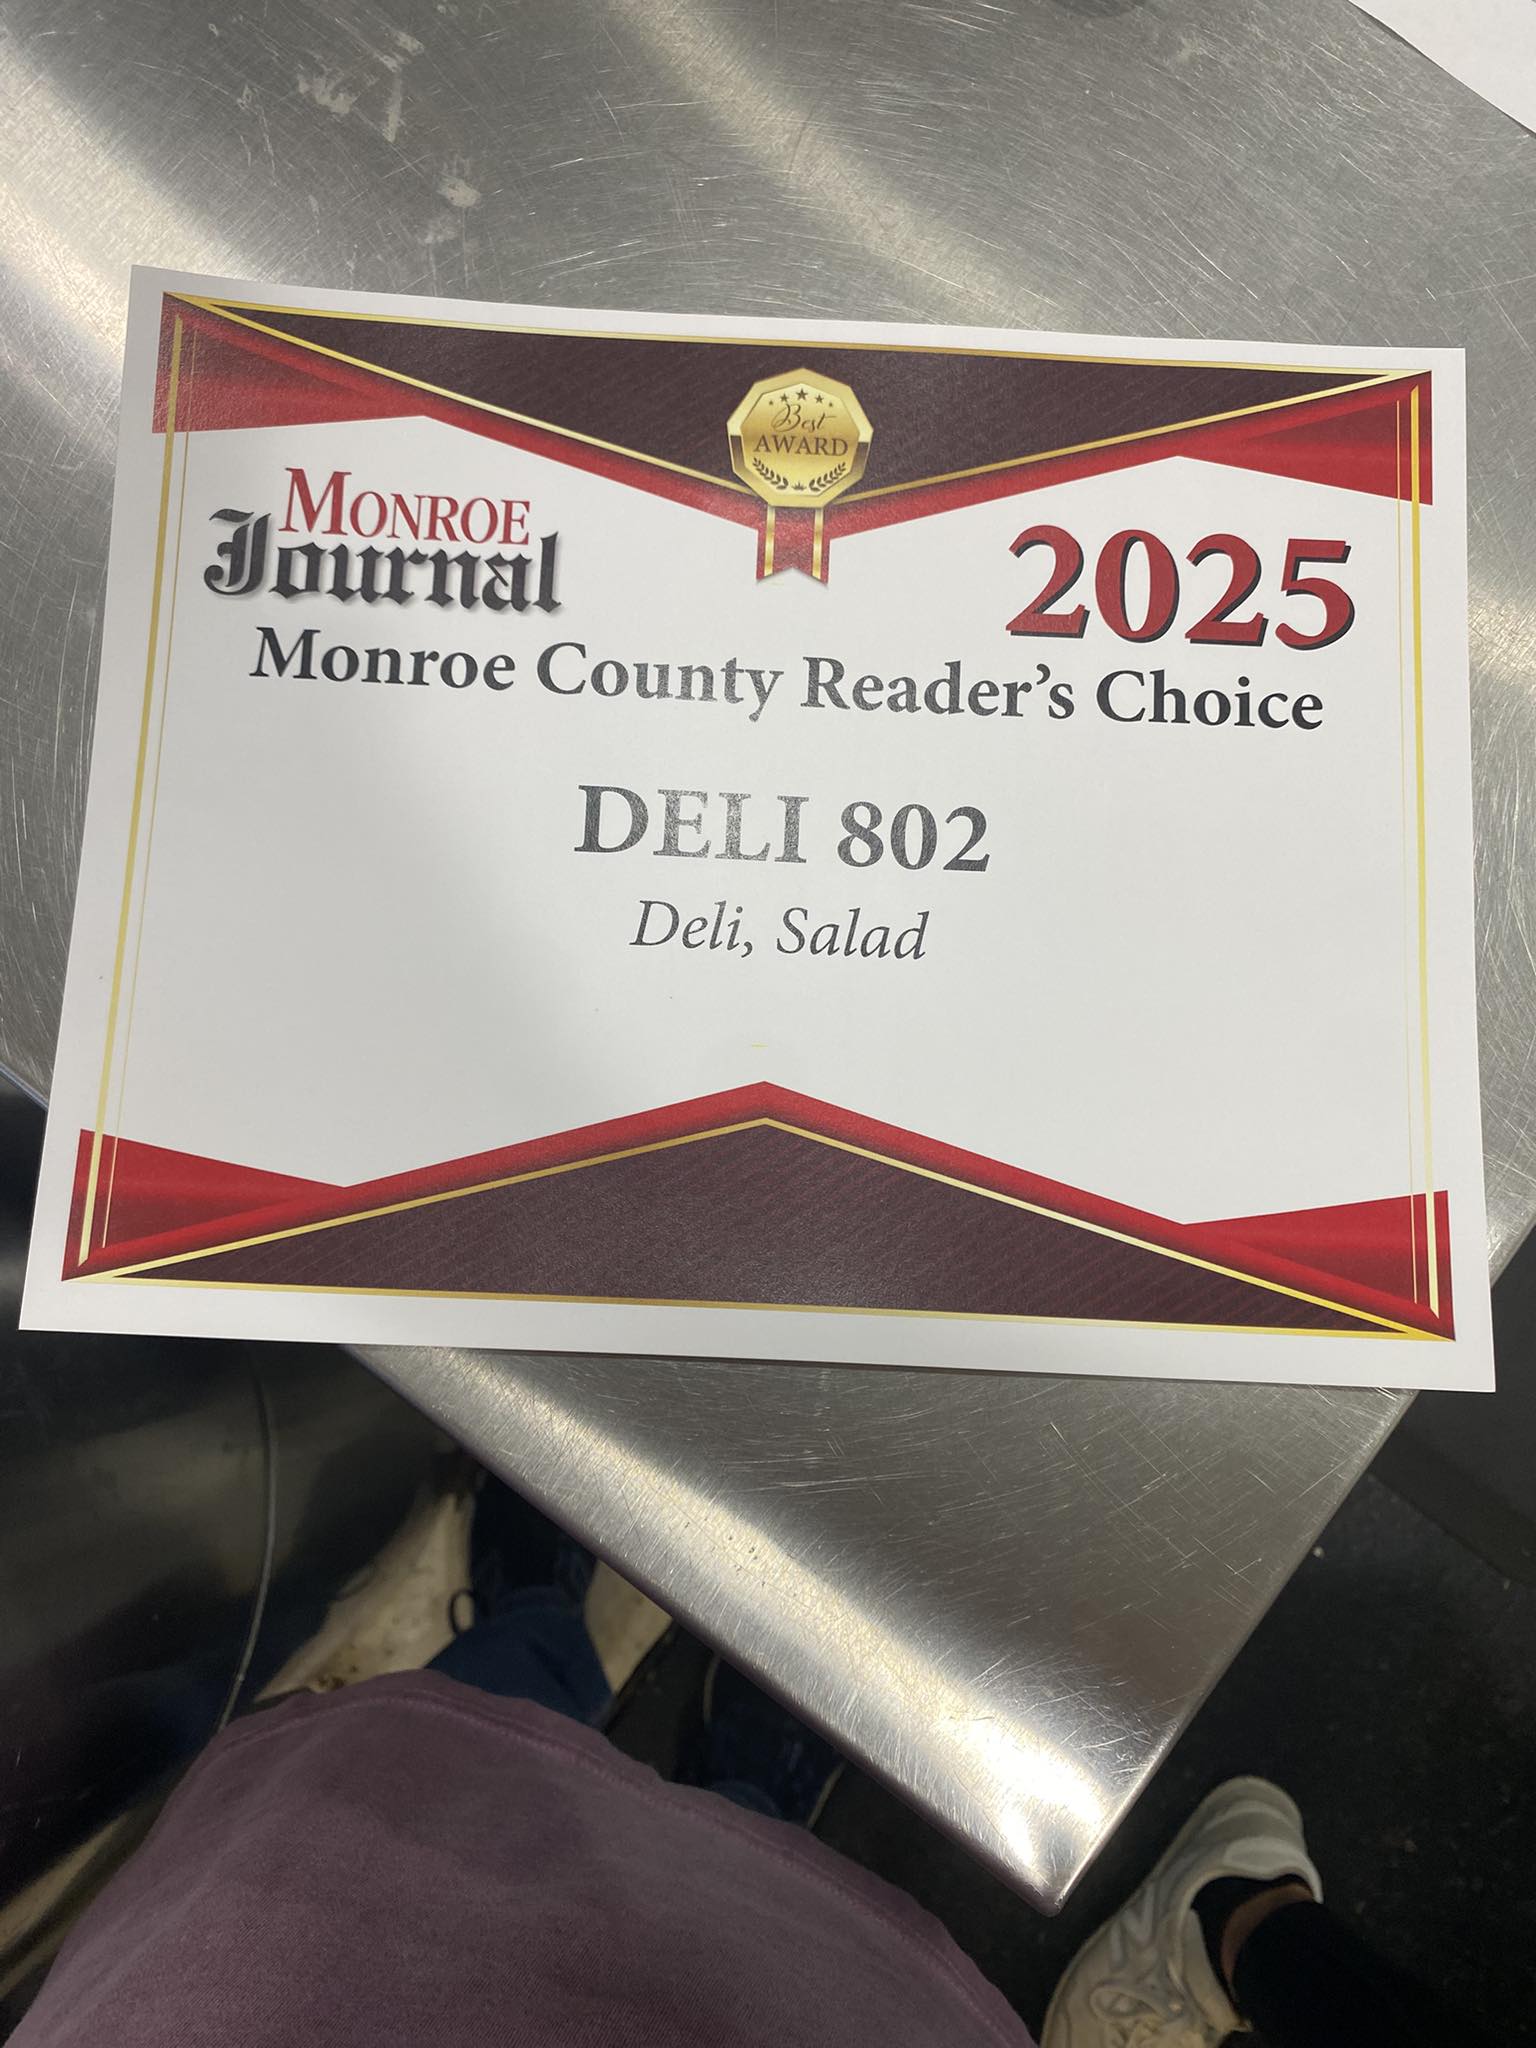 Best
AWARD
MONROE
Journal
2025
Monroe County Reader's Choice
DELI 802
Deli, Salad